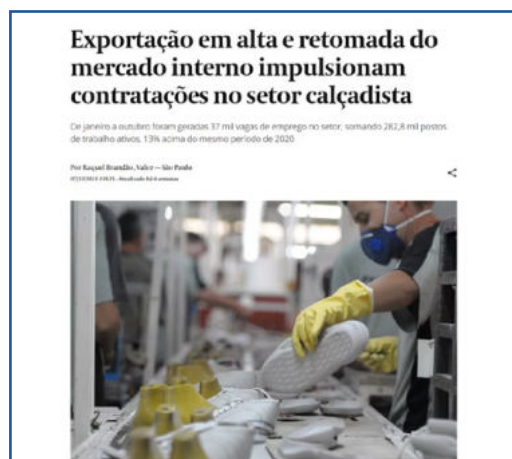 Exportação em alta e retomada do
mercado interno impulsionam
contratações no setor calçadista
De janeiro a outubro foram geradas 37 mil vagas de emprego no setor, somando 282,8 mil postos
de trabalho ativos, 13% acima do mesmo período de 2020
Por Raquel Brandão, Valor — São Paulo